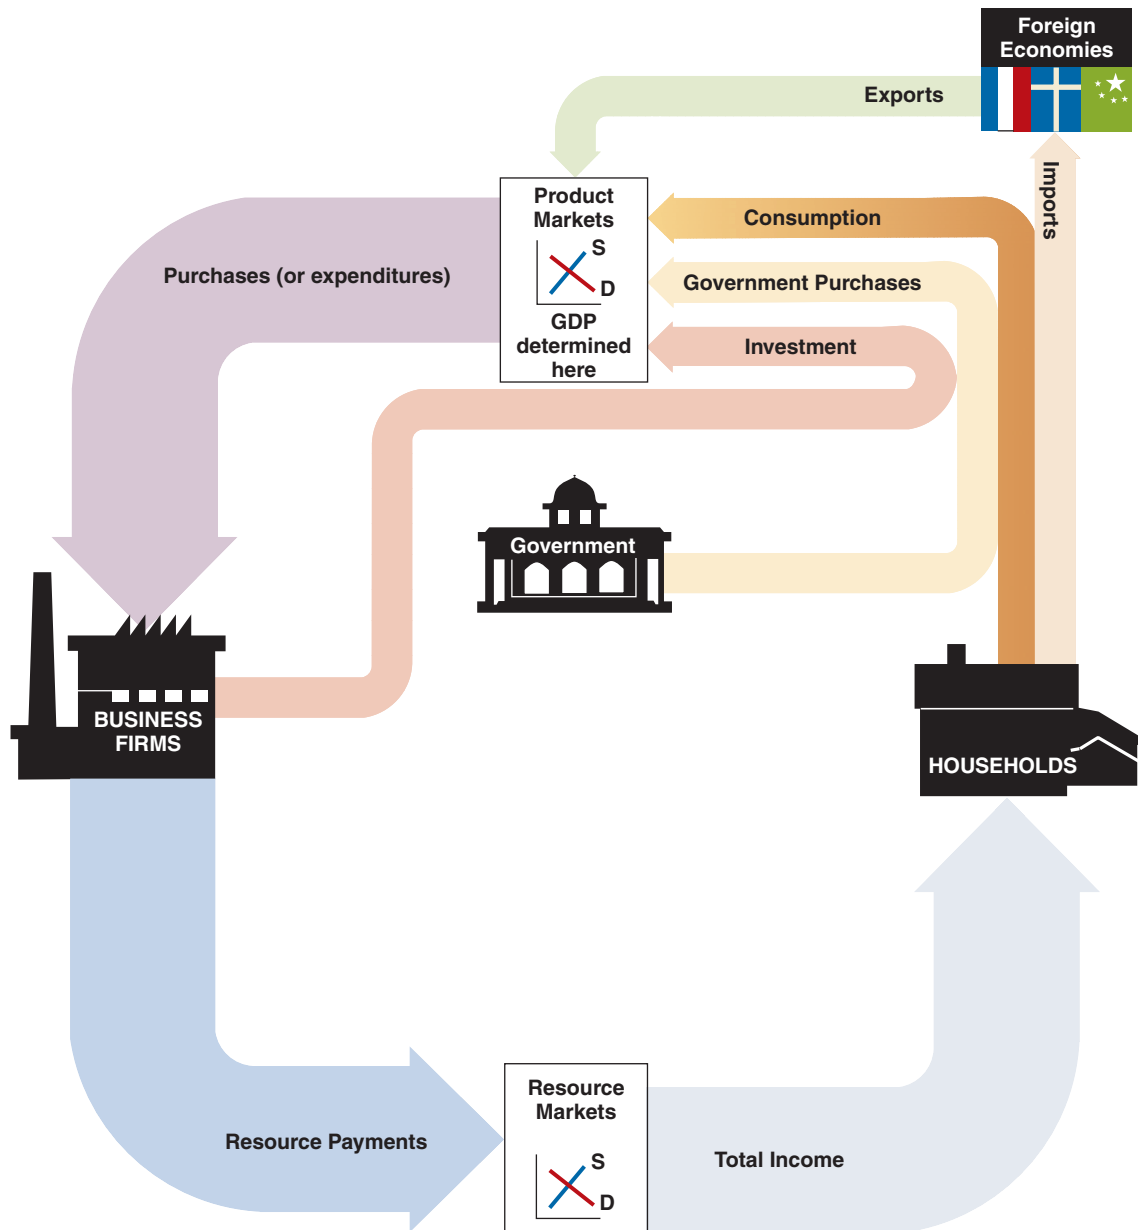 Foreign
Economies
Exports
Imports
Product
Markets
S
D
GDP
determined
here
Consumption
Purchases (or expenditures)
Government Purchases
Investment
Government
BUSINESS
FIRMS
HOUSEHOLDS
Resource
Markets
S
D
Resource Payments
Total Income